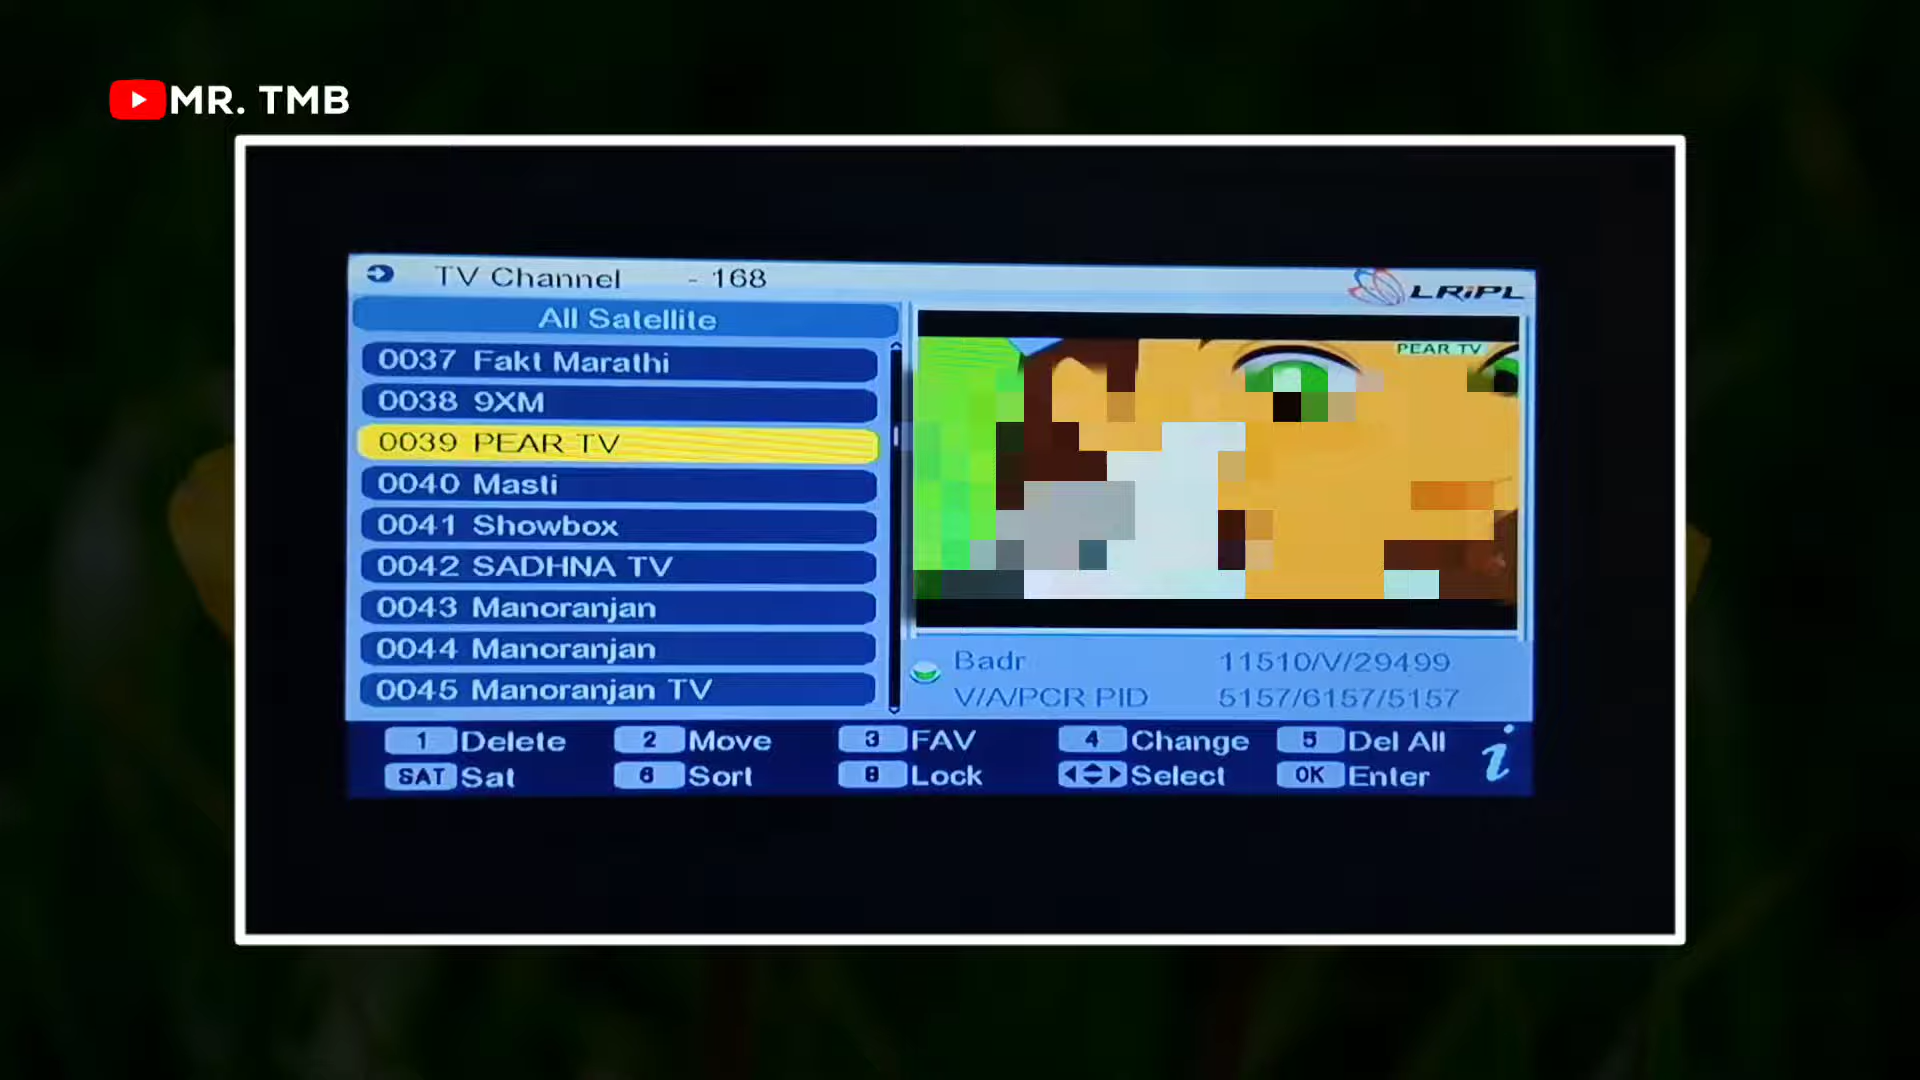 MR. TMB
TV Channel - 168
LRiPL
All Satellite
0037 Fakt Marathi
0038 9XM
0039 PEAR TV
0040 Masti
0041 Showbox
0042 SADHNA TV
0043 Manoranjan
0044 Manoranjan
0045 Manoranjan TV
PEAR TV
Badr 11510/V/29499
V/A/PCR PID 5157/6157/5157
1 Delete 2 Move 3 FAV 4 Change 5 Del All
SAT Sat 6 Sort 8 Lock Select OK Enter
i